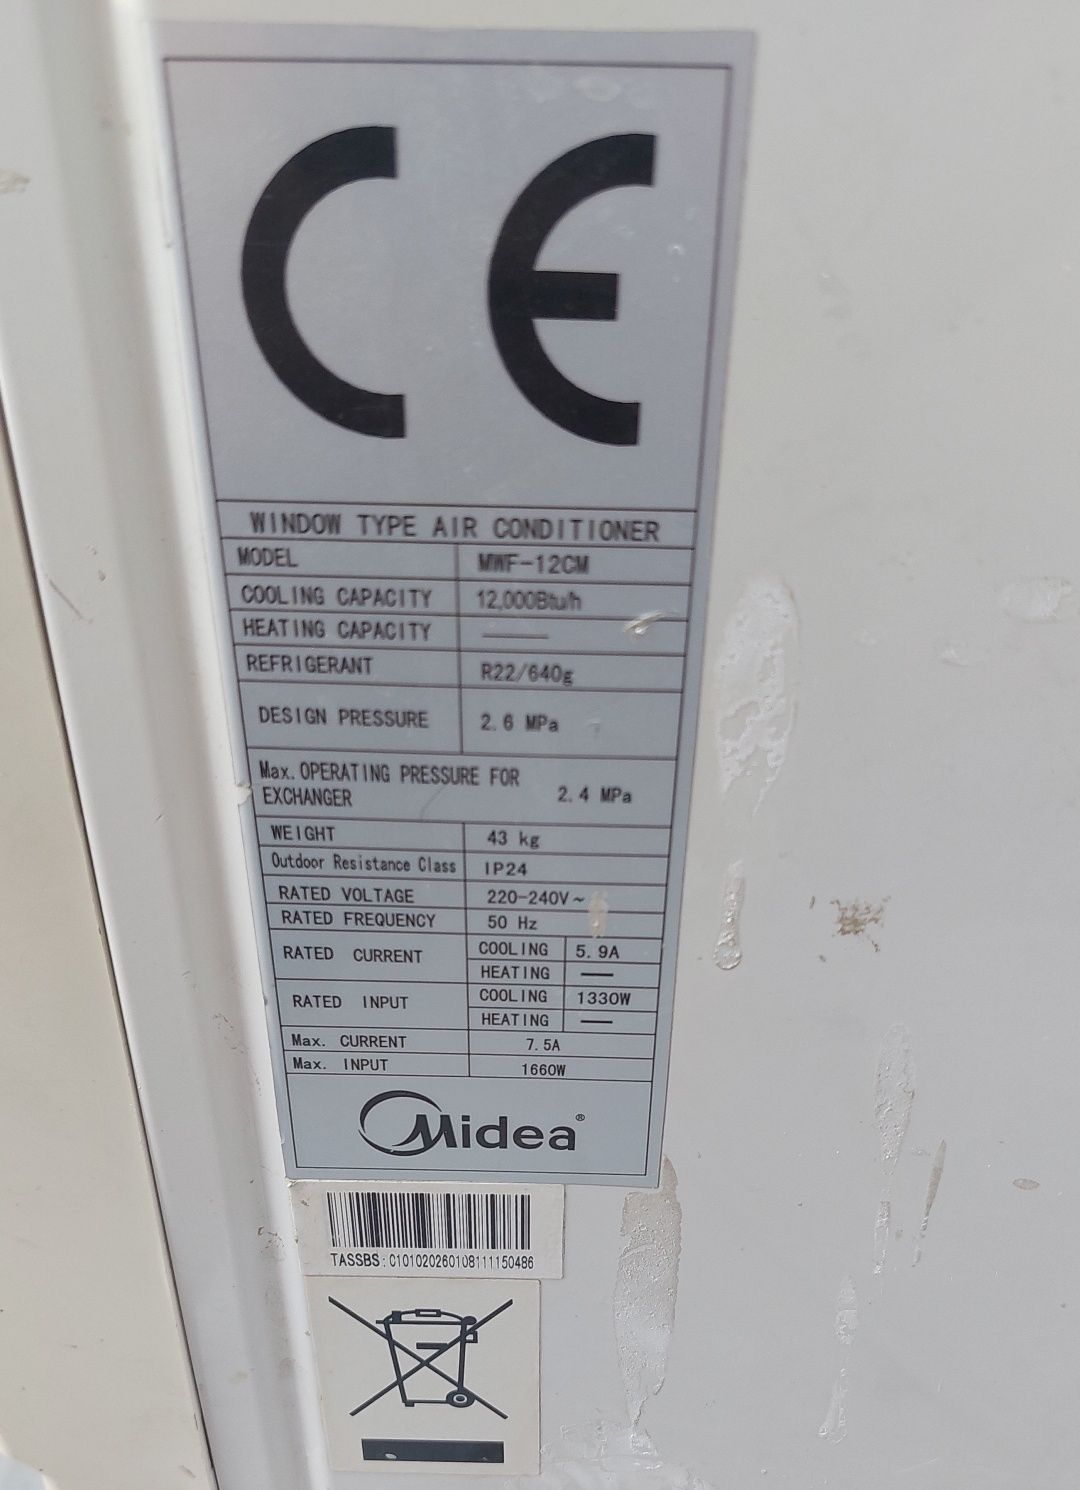 CE
WINDOW TYPE AIR CONDITIONER
MODEL MWF-12CM
COOLING CAPACITY 12,000Btu/h
HEATING CAPACITY ———
REFRIGERANT R22/640g
DESIGN PRESSURE 2.6 MPa
Max. OPERATING PRESSURE FOR
EXCHANGER 2.4 MPa
WEIGHT 43 kg
Outdoor Resistance Class IP24
RATED VOLTAGE 220-240V~
RATED FREQUENCY 50 Hz
RATED CURRENT COOLING 5.9A
HEATING —
RATED INPUT COOLING 1330W
HEATING —
Max. CURRENT 7.5A
Max. INPUT 1660W
Midea®
TASSBS:C101020260108111150486